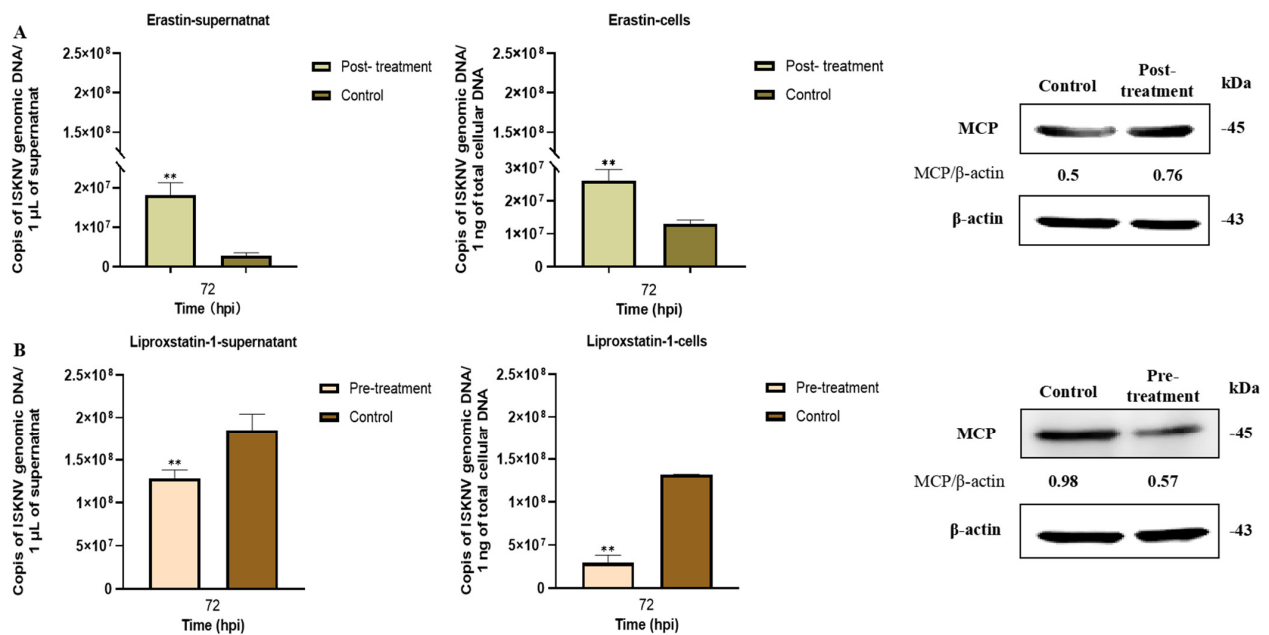 A
Erastin-supernatnat
Copis of ISKNV genomic DNA/
1 µL of supernatnat
2.5×10⁸
2×10⁸
1.5×10⁸
2×10⁷
1×10⁷
0
**
72
Time (hpi)
Post- treatment
Control
Erastin-cells
Copis of ISKNV genomic DNA/
1 ng of total cellular DNA
2.5×10⁸
2×10⁸
1.5×10⁸
3×10⁷
2×10⁷
1×10⁷
0
**
72
Time (hpi)
Post- treatment
Control
Control
Post-
treatment
kDa
MCP
-45
MCP/β-actin
0.5
0.76
β-actin
-43
B
Liproxstatin-1-supernatant
Copis of ISKNV genomic DNA/
1 µL of supernatnat
2.5×10⁸
2×10⁸
1.5×10⁸
1×10⁸
5×10⁷
0
**
72
Time (hpi)
Pre-treatment
Control
Liproxstatin-1-cells
Copis of ISKNV genomic DNA/
1 ng of total cellular DNA
2.5×10⁸
2×10⁸
1.5×10⁸
1×10⁸
5×10⁷
0
**
72
Time (hpi)
Pre-treatment
Control
Control
Pre-
treatment
kDa
MCP
-45
MCP/β-actin
0.98
0.57
β-actin
-43